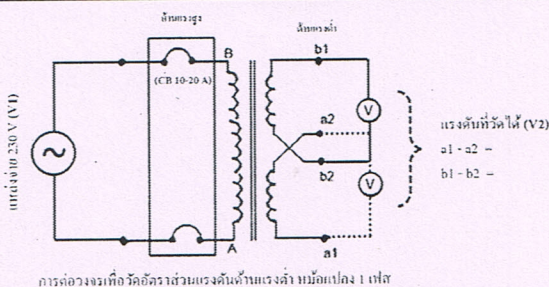 ด้านแรงสูง
ด้านแรงต่ำ
B
b1
(CB 10-20 A)
V
แหล่งจ่าย 230 V (V1)
a2
แรงดันที่วัดได้ (V2)
a1 - a2 =
b2
b1 - b2 =
V
A
a1
การต่อวงจรเพื่อวัดอัตราส่วนแรงดันด้านแรงต่ำ หม้อแปลง 1 เฟส